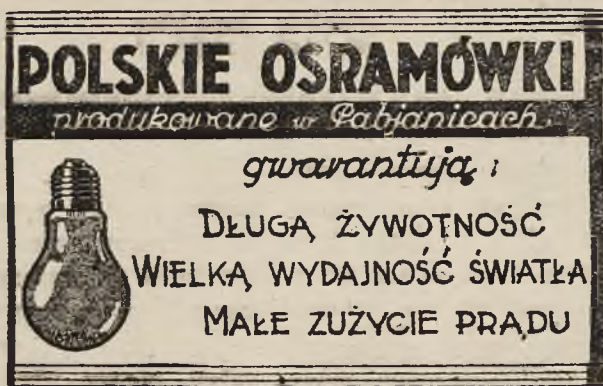 POLSKIE OSRAMÓWKI
produkowane w Pabjanicach
gwarantują:
DŁUGĄ ŻYWOTNOŚĆ
WIELKĄ WYDAJNOŚĆ ŚWIATŁA
MAŁE ZUŻYCIE PRĄDU